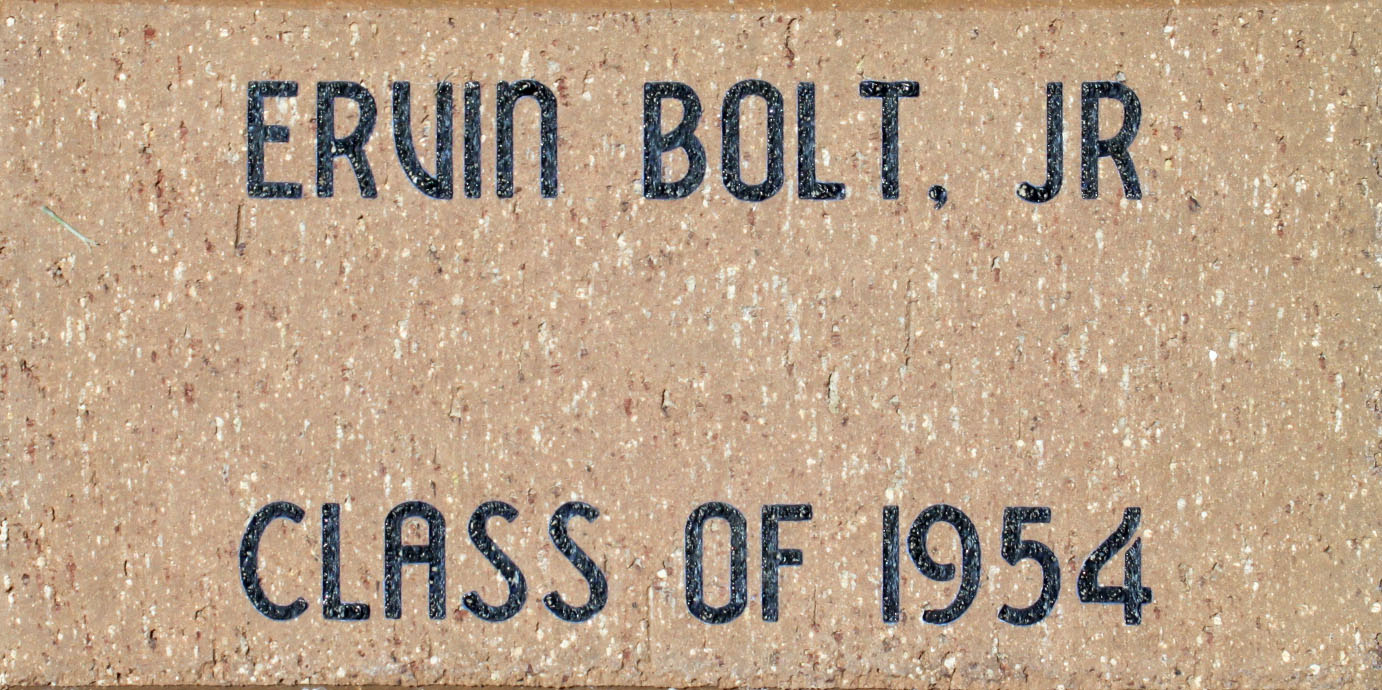 ERVIN BOLT, JR
CLASS OF 1954